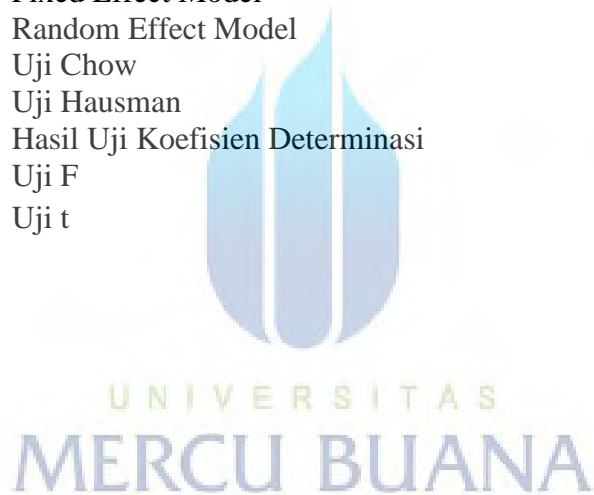 Fixed Effect Model
Random Effect Model
Uji Chow
Uji Hausman
Hasil Uji Koefisien Determinasi
Uji F
Uji t
UNIVERSITAS
MERCU BUANA